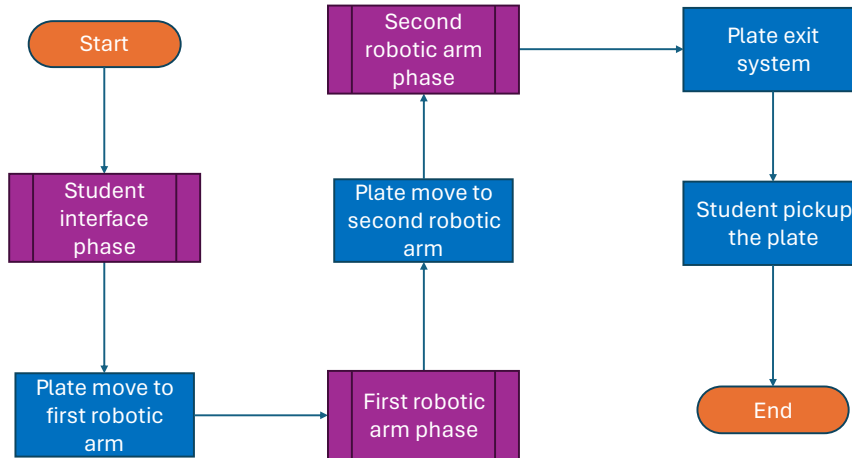 Start
Student
interface
phase
Plate move to
first robotic
arm
First robotic
arm phase
Plate move to
second robotic
arm
Second
robotic arm
phase
Plate exit
system
Student pickup
the plate
End